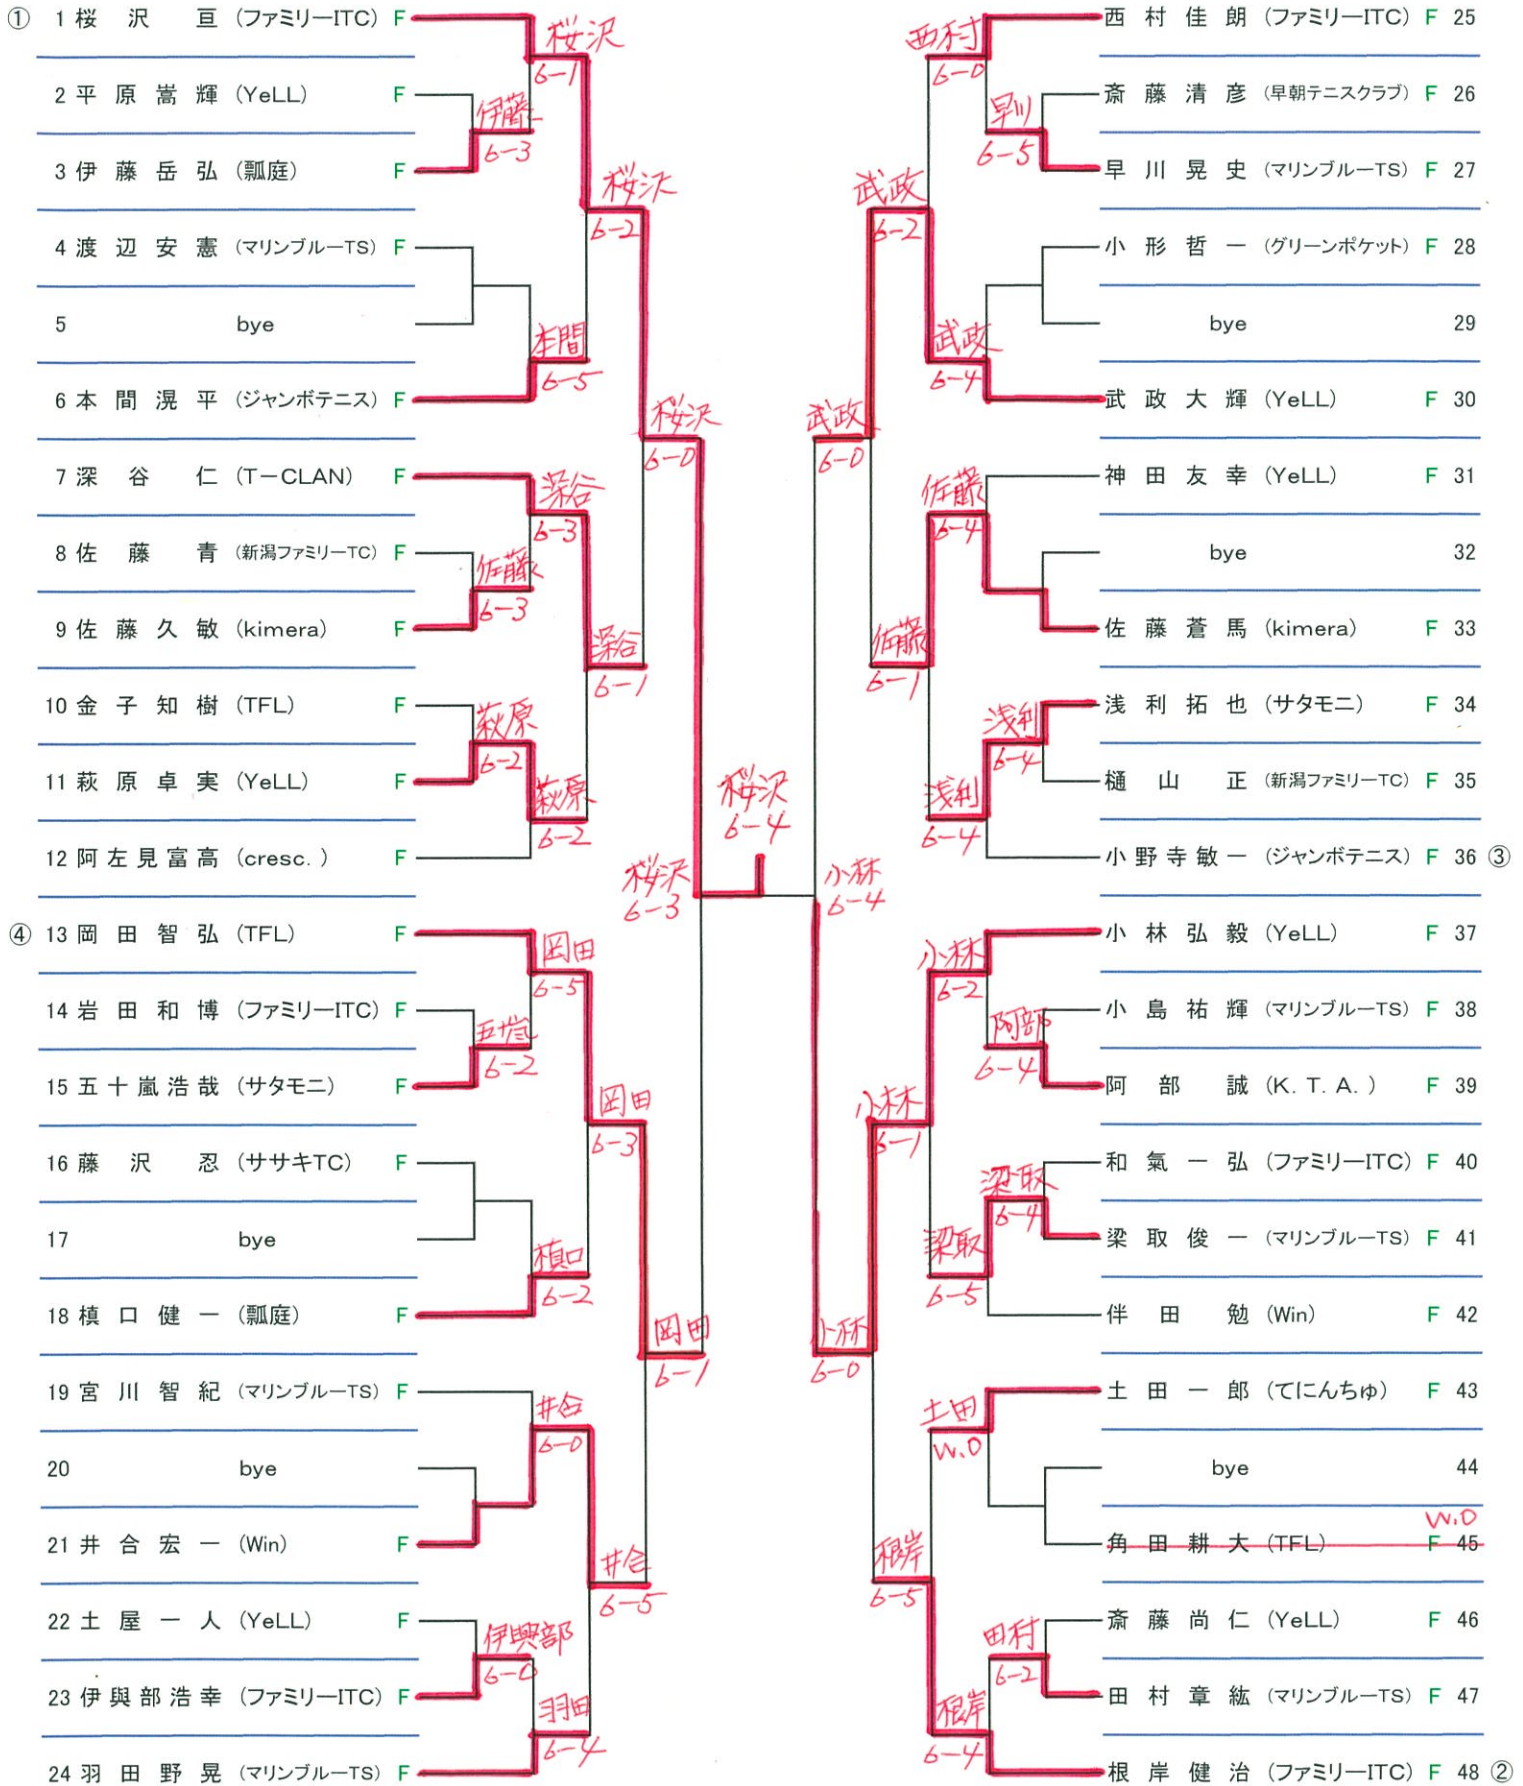 ① 1 桜沢 亘 (ファミリーITC) F
2 平原嵩輝 (YeLL) F
3 伊藤岳弘 (瓢庭) F
4 渡辺安憲 (マリンブルーTS) F
5 bye
6 本間滉平 (ジャンボテニス) F
7 深谷 仁 (T-CLAN) F
8 佐藤 青 (新潟ファミリーTC) F
9 佐藤久敏 (kimera) F
10 金子知樹 (TFL) F
11 萩原卓実 (YeLL) F
12 阿左見富高 (cresc.) F
④ 13 岡田智弘 (TFL) F
14 岩田和博 (ファミリーITC) F
15 五十嵐浩哉 (サタモニ) F
16 藤沢 忍 (ササキTC) F
17 bye
18 槙口健一 (瓢庭) F
19 宮川智紀 (マリンブルーTS) F
20 bye
21 井合宏一 (Win) F
22 土屋一人 (YeLL) F
23 伊與部浩幸 (ファミリーITC) F
24 羽田野晃 (マリンブルーTS) F
伊藤
6-3
佐藤
6-3
萩原
6-2
五嵐
6-2
伊與部
6-0
桜沢
6-1
本間
6-5
深谷
6-3
萩原
6-2
岡田
6-5
槙口
6-2
井合
6-0
羽田
6-4
桜沢
6-2
深谷
6-1
岡田
6-3
井合
6-5
桜沢
6-0
岡田
6-1
桜沢
6-3
桜沢
6-4
小林
6-4
武政
6-0
小林
6-0
武政
6-2
佐藤
6-1
小林
6-1
根岸
6-5
西村
6-0
武政
6-4
佐藤
6-4
浅利
6-4
小林
6-2
梁取
6-5
土田
W.O
根岸
6-4
早川
6-5
浅利
6-4
阿部
6-4
梁取
6-4
田村
6-2
西村佳朗 (ファミリーITC) F 25
斎藤清彦 (早朝テニスクラブ) F 26
早川晃史 (マリンブルーTS) F 27
小形哲一 (グリーンポケット) F 28
bye 29
武政大輝 (YeLL) F 30
神田友幸 (YeLL) F 31
bye 32
佐藤蒼馬 (kimera) F 33
浅利拓也 (サタモニ) F 34
樋山 正 (新潟ファミリーTC) F 35
小野寺敏一 (ジャンボテニス) F 36 ③
小林弘毅 (YeLL) F 37
小島祐輝 (マリンブルーTS) F 38
阿部 誠 (K.T.A.) F 39
和氣一弘 (ファミリーITC) F 40
梁取俊一 (マリンブルーTS) F 41
伴田 勉 (Win) F 42
土田一郎 (てにんちゅ) F 43
bye 44
W.O
角田耕大 (TFL) F 45
斎藤尚仁 (YeLL) F 46
田村章紘 (マリンブルーTS) F 47
根岸健治 (ファミリーITC) F 48 ②